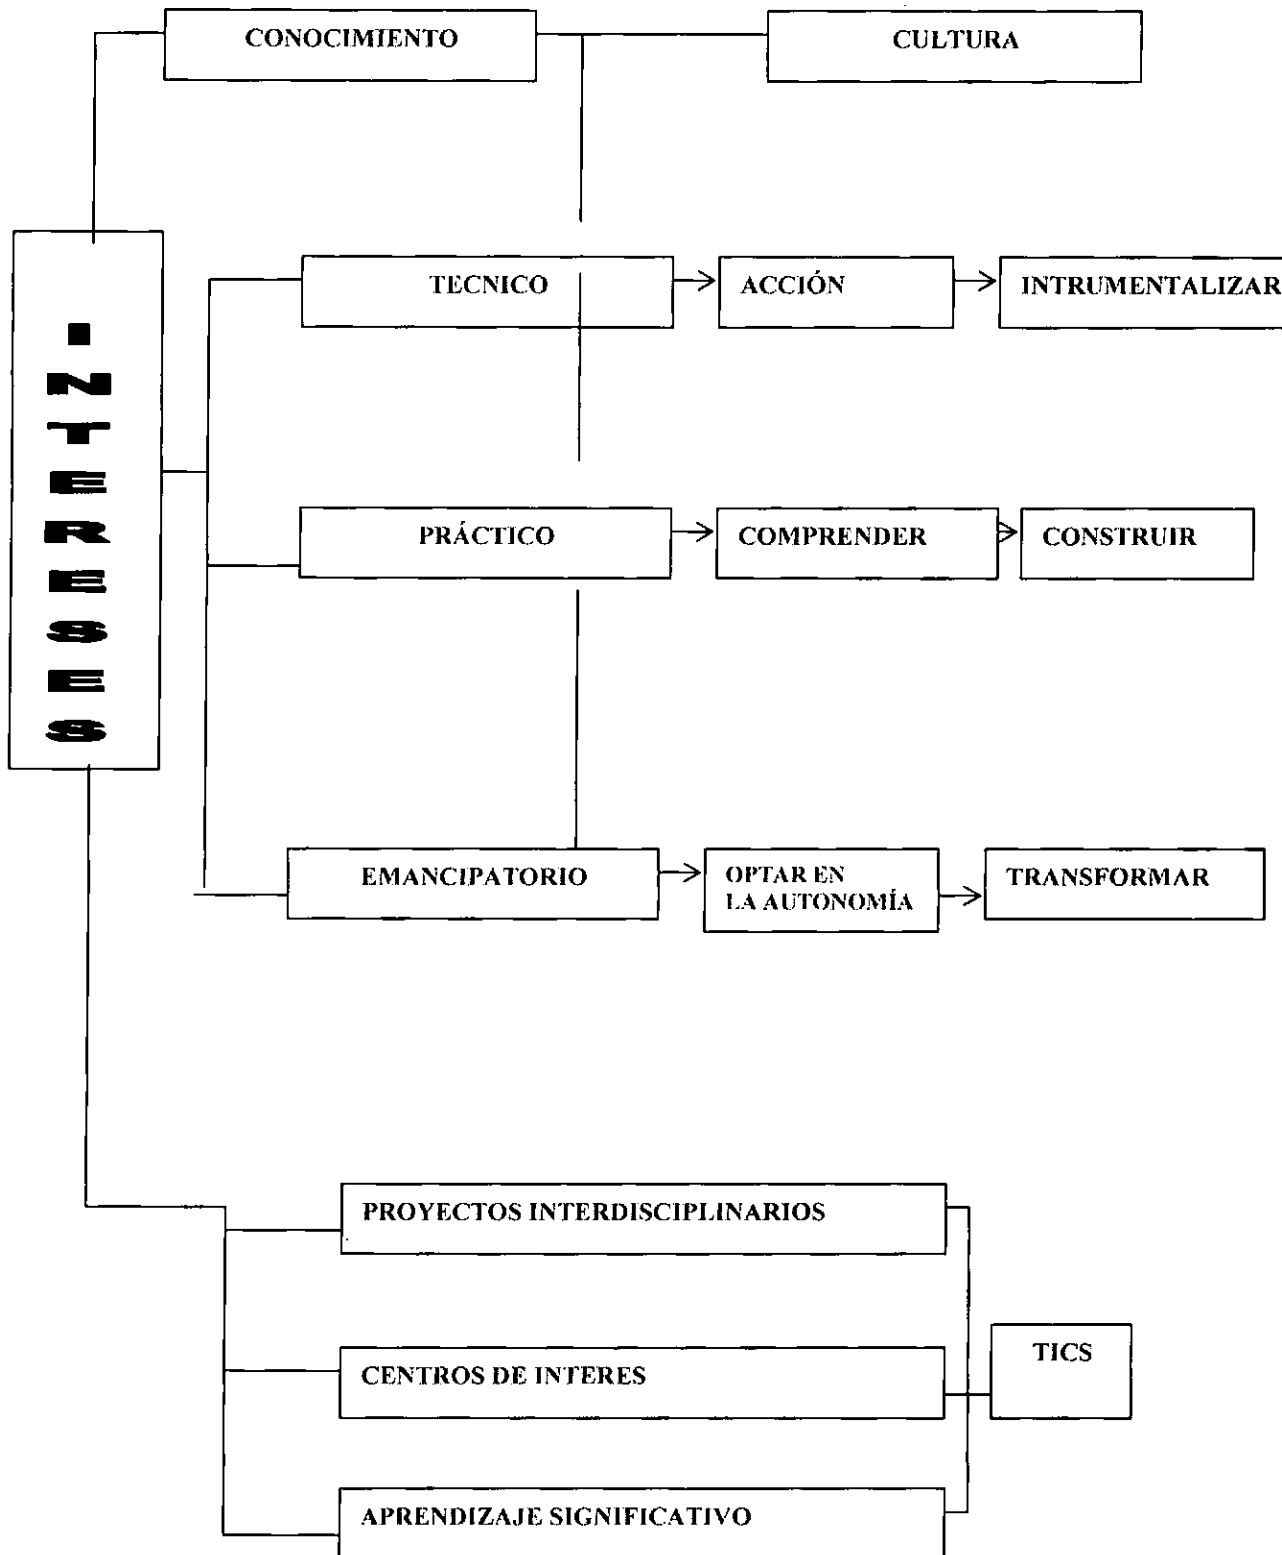 CONOCIMIENTO
CULTURA
INTERESES
TECNICO
ACCIÓN
INTRUMENTALIZAR
PRÁCTICO
COMPRENDER
CONSTRUIR
EMANCIPATORIO
OPTAR EN
LA AUTONOMÍA
TRANSFORMAR
PROYECTOS INTERDISCIPLINARIOS
CENTROS DE INTERES
TICS
APRENDIZAJE SIGNIFICATIVO